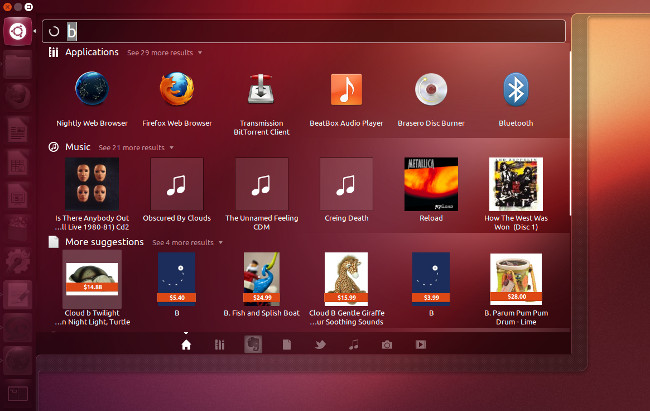 b
Applications See 29 more results
Nightly Web Browser
Firefox Web Browser
Transmission
BitTorrent Client
BeatBox Audio Player
Brasero Disc Burner
Bluetooth
Music See 21 more results
METALLICA
Is There Anybody Out
...ll Live 1980-81) Cd2
Obscured By Clouds
The Unnamed Feeling
CDM
Creing Death
Reload
How The West Was
Won (Disc 1)
More suggestions See 4 more results
$14.88
$5.40
$24.99
$15.99
$3.99
$28.00
Cloud b Twilight
...n Night Light, Turtle
B
B. Fish and Splish Boat
Cloud B Gentle Giraffe
...ur Soothing Sounds
B
B. Parum Pum Pum
Drum - Lime